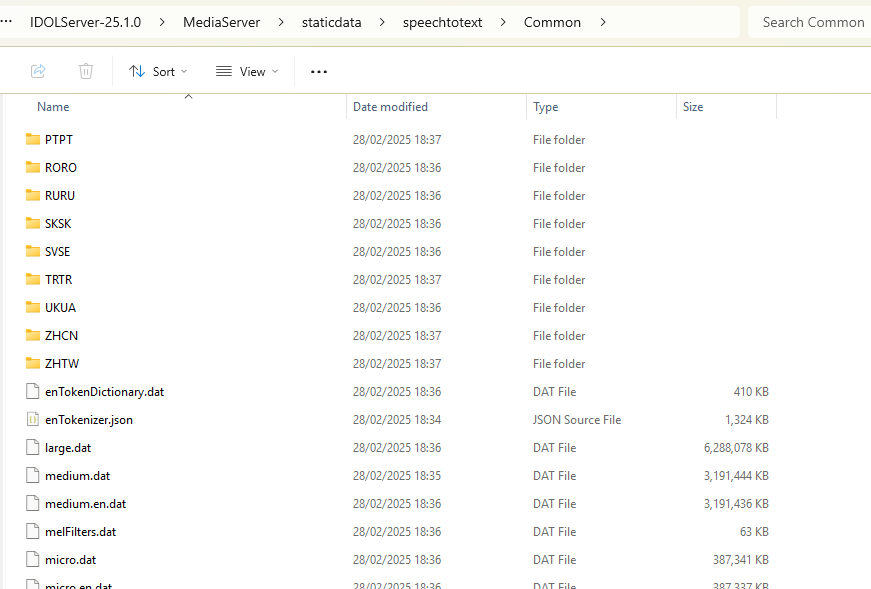 ... IDOLServer-25.1.0 > MediaServer > staticdata > speechtotext > Common > Search Common
Sort View ...
Name Date modified Type Size
PTPT 28/02/2025 18:37 File folder
RORO 28/02/2025 18:36 File folder
RURU 28/02/2025 18:36 File folder
SKSK 28/02/2025 18:36 File folder
SVSE 28/02/2025 18:36 File folder
TRTR 28/02/2025 18:37 File folder
UKUA 28/02/2025 18:36 File folder
ZHCN 28/02/2025 18:37 File folder
ZHTW 28/02/2025 18:37 File folder
enTokenDictionary.dat 28/02/2025 18:36 DAT File 410 KB
enTokenizer.json 28/02/2025 18:34 JSON Source File 1,324 KB
large.dat 28/02/2025 18:36 DAT File 6,288,078 KB
medium.dat 28/02/2025 18:35 DAT File 3,191,444 KB
medium.en.dat 28/02/2025 18:36 DAT File 3,191,436 KB
melFilters.dat 28/02/2025 18:36 DAT File 63 KB
micro.dat 28/02/2025 18:36 DAT File 387,341 KB
micro.en.dat 28/02/2025 18:36 DAT File 387,337 KB